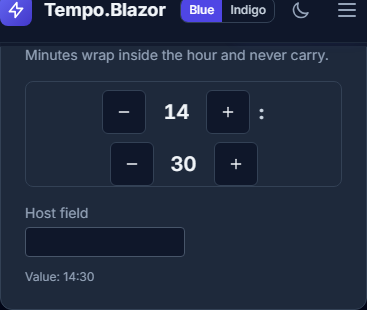 Tempo.Blazor Blue Indigo
Minutes wrap inside the hour and never carry.
− 14 + :
− 30 +
Host field
Value: 14:30